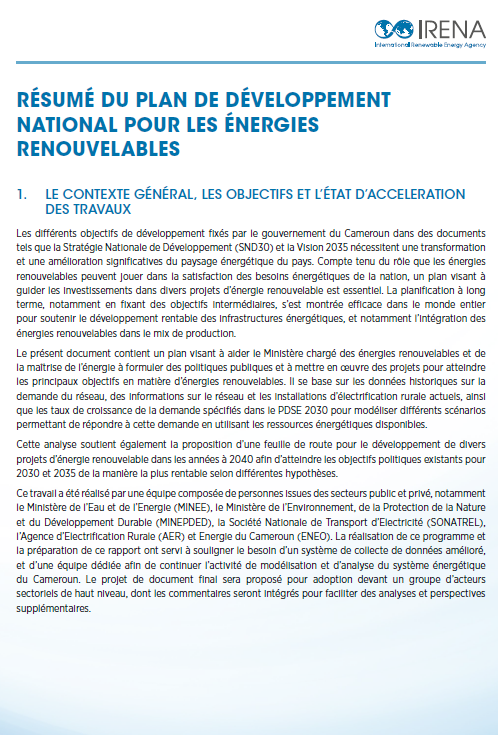 IRENA
International Renewable Energy Agency
RÉSUMÉ DU PLAN DE DÉVELOPPEMENT
NATIONAL POUR LES ÉNERGIES
RENOUVELABLES
1. LE CONTEXTE GÉNÉRAL, LES OBJECTIFS ET L'ÉTAT D'ACCELERATION
DES TRAVAUX
Les différents objectifs de développement fixés par le gouvernement du Cameroun dans des documents
tels que la Stratégie Nationale de Développement (SND30) et la Vision 2035 nécessitent une transformation
et une amélioration significatives du paysage énergétique du pays. Compte tenu du rôle que les énergies
renouvelables peuvent jouer dans la satisfaction des besoins énergétiques de la nation, un plan visant à
guider les investissements dans divers projets d'énergie renouvelable est essentiel. La planification à long
terme, notamment en fixant des objectifs intermédiaires, s'est montrée efficace dans le monde entier
pour soutenir le développement rentable des infrastructures énergétiques, et notamment l'intégration des
énergies renouvelables dans le mix de production.
Le présent document contient un plan visant à aider le Ministère chargé des énergies renouvelables et de
la maîtrise de l'énergie à formuler des politiques publiques et à mettre en œuvre des projets pour atteindre
les principaux objectifs en matière d'énergies renouvelables. Il se base sur les données historiques sur la
demande du réseau, des informations sur le réseau et les installations d'électrification rurale actuels, ainsi
que les taux de croissance de la demande spécifiés dans le PDSE 2030 pour modéliser différents scénarios
permettant de répondre à cette demande en utilisant les ressources énergétiques disponibles.
Cette analyse soutient également la proposition d'une feuille de route pour le développement de divers
projets d'énergie renouvelable dans les années à 2040 afin d'atteindre les objectifs politiques existants pour
2030 et 2035 de la manière la plus rentable selon différentes hypothèses.
Ce travail a été réalisé par une équipe composée de personnes issues des secteurs public et privé, notamment
le Ministère de l'Eau et de l'Energie (MINEE), le Ministère de l'Environnement, de la Protection de la Nature
et du Développement Durable (MINEPDED), la Société Nationale de Transport d'Electricité (SONATREL),
l'Agence d'Electrification Rurale (AER) et Energie du Cameroun (ENEO). La réalisation de ce programme et
la préparation de ce rapport ont servi à souligner le besoin d'un système de collecte de données amélioré,
et d'une équipe dédiée afin de continuer l'activité de modélisation et d'analyse du système énergétique
du Cameroun. Le projet de document final sera proposé pour adoption devant un groupe d'acteurs
sectoriels de haut niveau, dont les commentaires seront intégrés pour faciliter des analyses et perspectives
supplémentaires.